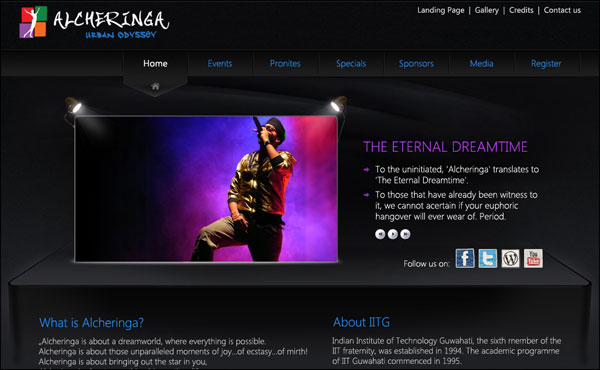 Landing Page | Gallery | Credits | Contact us
ALCHERINGA
URBAN ODYSSEY
Home Events Pronites Specials Sponsors Media Register
THE ETERNAL DREAMTIME
To the uninitiated, 'Alcheringa' translates to
'The Eternal Dreamtime'.
To those that have already been witness to
it, we cannot acertain if your euphoric
hangover will ever wear of. Period.
Follow us on:
You
Tube
What is Alcheringa?
„Alcheringa is about a dreamworld, where everything is possible.
Alcheringa is about those unparalleled moments of joy...of ecstasy...of mirth!
Alcheringa is about bringing out the star in you,
About IITG
Indian Institute of Technology Guwahati, the sixth member of the
IIT fraternity, was established in 1994. The academic programme
of IIT Guwahati commenced in 1995.